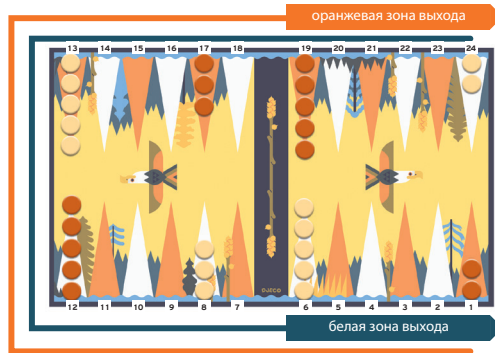 оранжевая зона выхода
13 14 15 16 17 18 19 20 21 22 23 24
DJECO
12 11 10 9 8 7 6 5 4 3 2 1
белая зона выхода